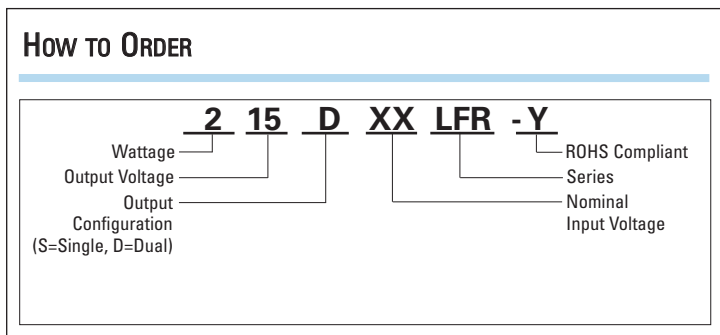 HOW TO ORDER
2 15 D XX LFR - Y
Wattage
Output Voltage
Output
Configuration
(S=Single, D=Dual)
ROHS Compliant
Series
Nominal
Input Voltage